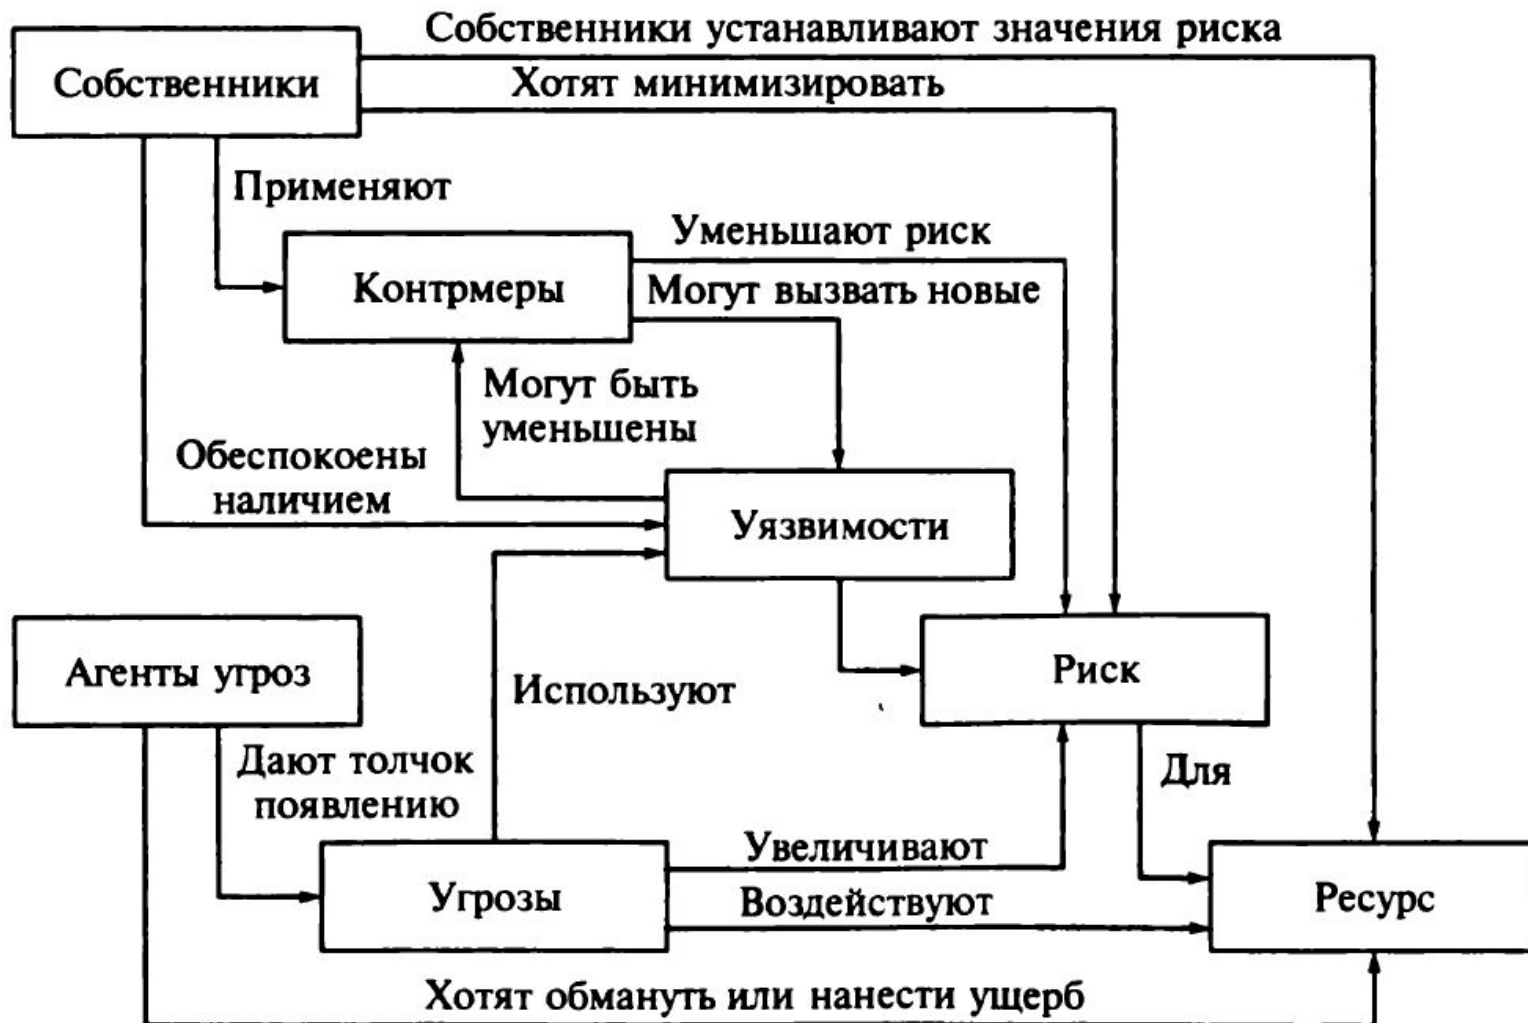 Собственники устанавливают значения риска
Собственники
Хотят минимизировать
Применяют
Уменьшают риск
Контрмеры
Могут вызвать новые
Могут быть
уменьшены
Обеспокоены
наличием
Уязвимости
Агенты угроз
Риск
Используют
Дают толчок
появлению
Для
Увеличивают
Угрозы
Воздействуют
Ресурс
Хотят обмануть или нанести ущерб